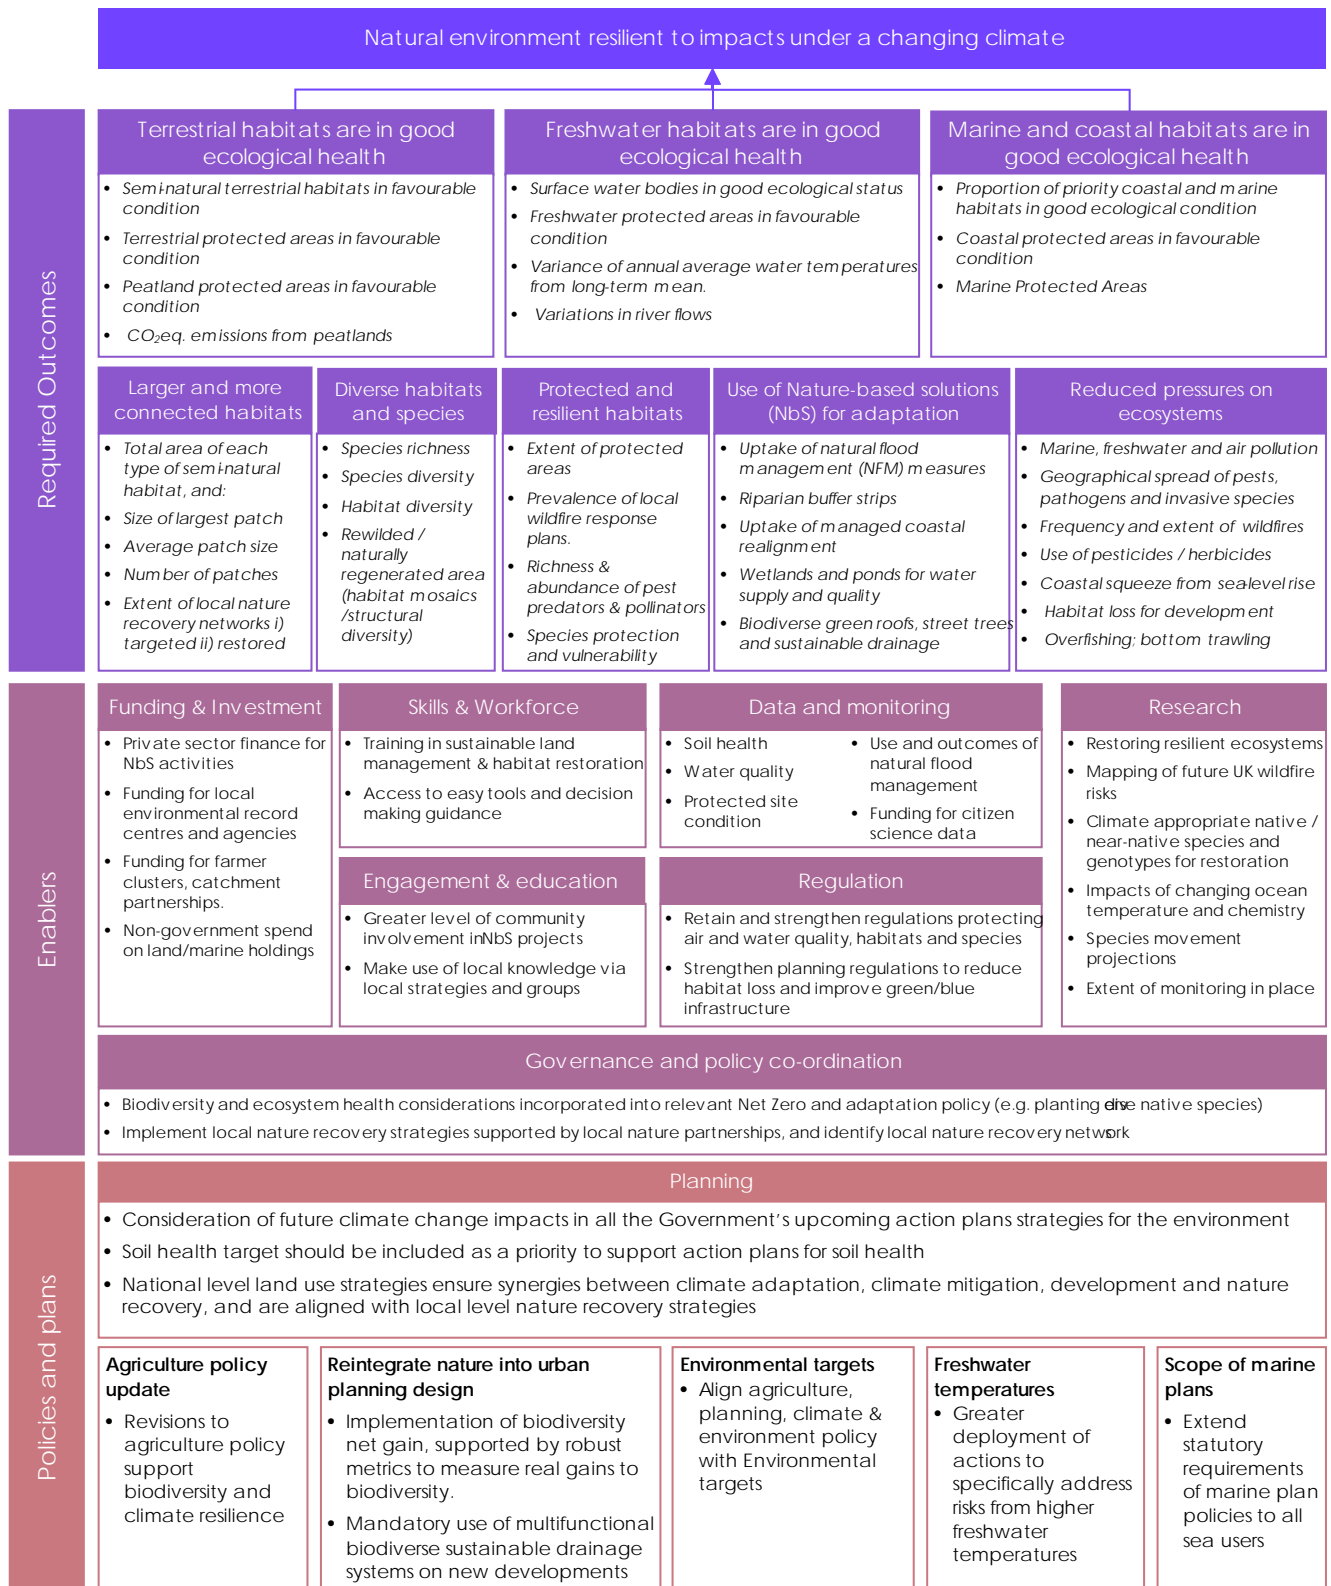 Natural environment resilient to impacts under a changing climate
Required Outcomes
Terrestrial habitats are in good
ecological health
• Semi-natural terrestrial habitats in favourable
condition
• Terrestrial protected areas in favourable
condition
• Peatland protected areas in favourable
condition
• CO₂eq. emissions from peatlands
Freshwater habitats are in good
ecological health
• Surface water bodies in good ecological status
• Freshwater protected areas in favourable
condition
• Variance of annual average water temperatures
from long-term mean.
• Variations in river flows
Marine and coastal habitats are in
good ecological health
• Proportion of priority coastal and marine
habitats in good ecological condition
• Coastal protected areas in favourable
condition
• Marine Protected Areas
Larger and more
connected habitats
• Total area of each
type of semi-natural
habitat, and:
• Size of largest patch
• Average patch size
• Number of patches
• Extent of local nature
recovery networks i)
targeted ii) restored
Diverse habitats
and species
• Species richness
• Species diversity
• Habitat diversity
• Rewilded /
naturally
regenerated area
(habitat mosaics
/structural
diversity)
Protected and
resilient habitats
• Extent of protected
areas
• Prevalence of local
wildfire response
plans.
• Richness &
abundance of pest
predators & pollinators
• Species protection
and vulnerability
Use of Nature-based solutions
(NbS) for adaptation
• Uptake of natural flood
management (NFM) measures
• Riparian buffer strips
• Uptake of managed coastal
realignment
• Wetlands and ponds for water
supply and quality
• Biodiverse green roofs, street trees
and sustainable drainage
Reduced pressures on
ecosystems
• Marine, freshwater and air pollution
• Geographical spread of pests,
pathogens and invasive species
• Frequency and extent of wildfires
• Use of pesticides / herbicides
• Coastal squeeze from sea-level rise
• Habitat loss for development
• Overfishing; bottom trawling
Enablers
Funding & Investment
• Private sector finance for
NbS activities
• Funding for local
environmental record
centres and agencies
• Funding for farmer
clusters, catchment
partnerships.
• Non-government spend
on land/marine holdings
Skills & Workforce
• Training in sustainable land
management & habitat restoration
• Access to easy tools and decision
making guidance
Data and monitoring
• Soil health
• Water quality
• Protected site
condition
• Use and outcomes of
natural flood
management
• Funding for citizen
science data
Research
• Restoring resilient ecosystems
• Mapping of future UK wildfire
risks
• Climate appropriate native /
near-native species and
genotypes for restoration
• Impacts of changing ocean
temperature and chemistry
• Species movement
projections
• Extent of monitoring in place
Engagement & education
• Greater level of community
involvement inNbS projects
• Make use of local knowledge via
local strategies and groups
Regulation
• Retain and strengthen regulations protecting
air and water quality, habitats and species
• Strengthen planning regulations to reduce
habitat loss and improve green/blue
infrastructure
Governance and policy co-ordination
• Biodiversity and ecosystem health considerations incorporated into relevant Net Zero and adaptation policy (e.g. planting native species)
• Implement local nature recovery strategies supported by local nature partnerships, and identify local nature recovery network
Policies and plans
Planning
• Consideration of future climate change impacts in all the Government's upcoming action plans strategies for the environment
• Soil health target should be included as a priority to support action plans for soil health
• National level land use strategies ensure synergies between climate adaptation, climate mitigation, development and nature
recovery, and are aligned with local level nature recovery strategies
Agriculture policy
update
• Revisions to
agriculture policy
support
biodiversity and
climate resilience
Reintegrate nature into urban
planning design
• Implementation of biodiversity
net gain, supported by robust
metrics to measure real gains to
biodiversity.
• Mandatory use of multifunctional
biodiverse sustainable drainage
systems on new developments
Environmental targets
• Align agriculture,
planning, climate &
environment policy
with Environmental
targets
Freshwater
temperatures
• Greater
deployment of
actions to
specifically address
risks from higher
freshwater
temperatures
Scope of marine
plans
• Extend
statutory
requirements
of marine plan
policies to all
sea users